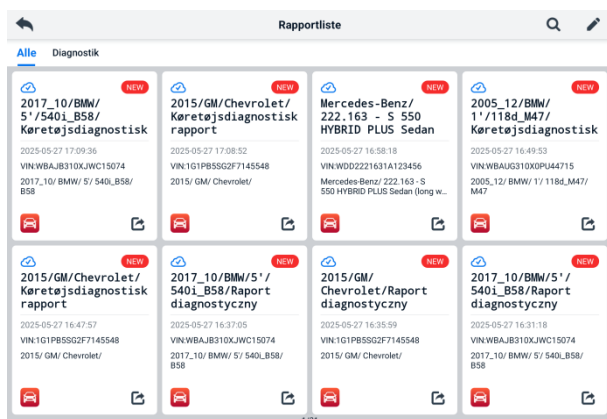 Rapportliste
Alle Diagnostik
NEW
2017_10/BMW/
5'/540i_B58/
Køretøjsdiagnostisk
2025-05-27 17:09:36
VIN:WBAJB310XJWC15074
2017_10/ BMW/ 5'/ 540i_B58/
B58
NEW
2015/GM/Chevrolet/
Køretøjsdiagnostisk
rapport
2025-05-27 17:08:52
VIN:1G1PB5SG2F7145548
2015/ GM/ Chevrolet/
NEW
Mercedes-Benz/
222.163 - S 550
HYBRID PLUS Sedan
2025-05-27 16:58:18
VIN:WDD2221631A123456
Mercedes-Benz/ 222.163 - S
550 HYBRID PLUS Sedan (long w...
NEW
2005_12/BMW/
1'/118d_M47/
Køretøjsdiagnostisk
2025-05-27 16:49:53
VIN:WBAUG310X0PU44715
2005_12/ BMW/ 1'/ 118d_M47/
M47
NEW
2015/GM/Chevrolet/
Køretøjsdiagnostisk
rapport
2025-05-27 16:47:57
VIN:1G1PB5SG2F7145548
2015/ GM/ Chevrolet/
NEW
2017_10/BMW/5'/
540i_B58/Raport
diagnostyczny
2025-05-27 16:37:05
VIN:WBAJB310XJWC15074
2017_10/ BMW/ 5'/ 540i_B58/
B58
NEW
2015/GM/
Chevrolet/Raport
diagnostyczny
2025-05-27 16:35:59
VIN:1G1PB5SG2F7145548
2015/ GM/ Chevrolet/
NEW
2017_10/BMW/5'/
540i_B58/Raport
diagnostyczny
2025-05-27 16:31:18
VIN:WBAJB310XJWC15074
2017_10/ BMW/ 5'/ 540i_B58/
B58